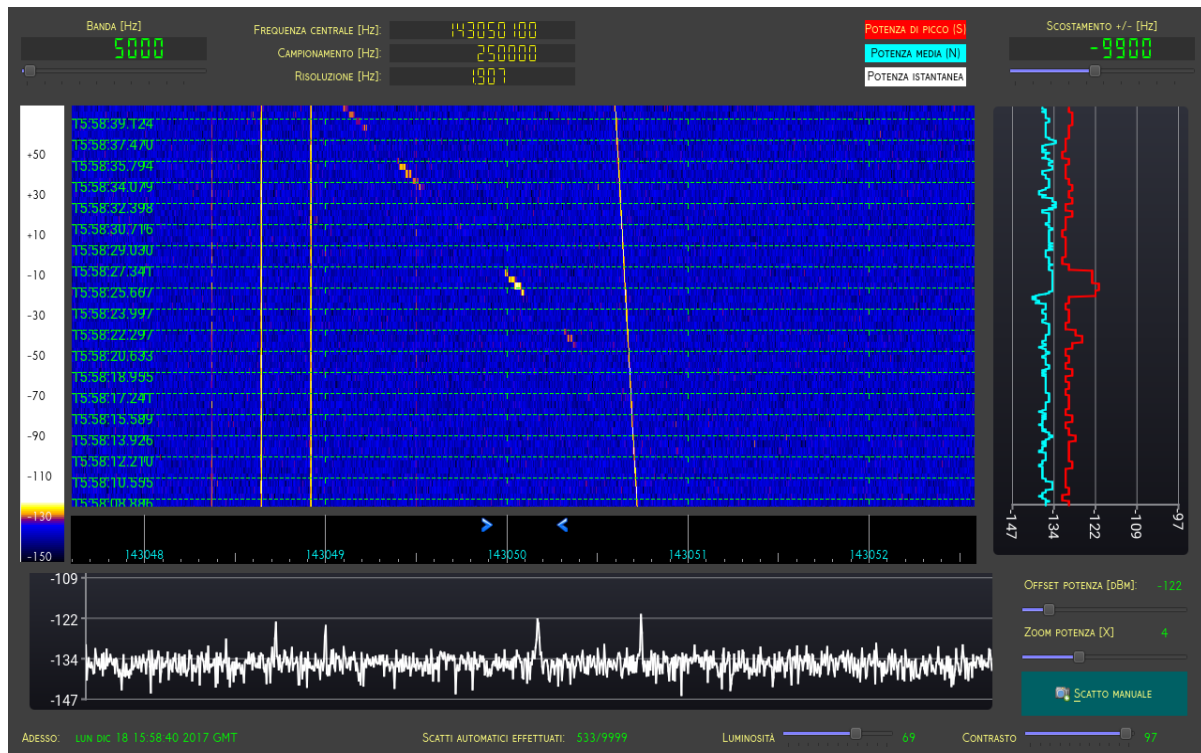 BANDA [HZ]
5000
FREQUENZA CENTRALE [HZ]: 143050100
CAMPIONAMENTO [HZ]: 250000
RISOLUZIONE [HZ]: 1.907
POTENZA DI PICCO (S)
POTENZA MEDIA (N)
POTENZA ISTANTANEA
SCOSTAMENTO +/- [HZ]
-9900
+50
+30
+10
-10
-30
-50
-70
-90
-110
-130
-150
15:58:39.124
15:58:37.470
15:58:35.794
15:58:34.079
15:58:32.398
15:58:30.716
15:58:29.030
15:58:27.341
15:58:25.667
15:58:23.997
15:58:22.297
15:58:20.633
15:58:18.955
15:58:17.241
15:58:15.589
15:58:13.926
15:58:12.210
15:58:10.555
15:58:08.886
143048 143049 143050 143051 143052
-147 -134 -122 -109 -97
-109
-122
-134
-147
OFFSET POTENZA [DBM]: -122
ZOOM POTENZA [X] 4
SCATTO MANUALE
ADESSO: LUN DIC 18 15:58:40 2017 GMT
SCATTI AUTOMATICI EFFETTUATI: 533/9999
LUMINOSITÀ 69
CONTRASTO 97